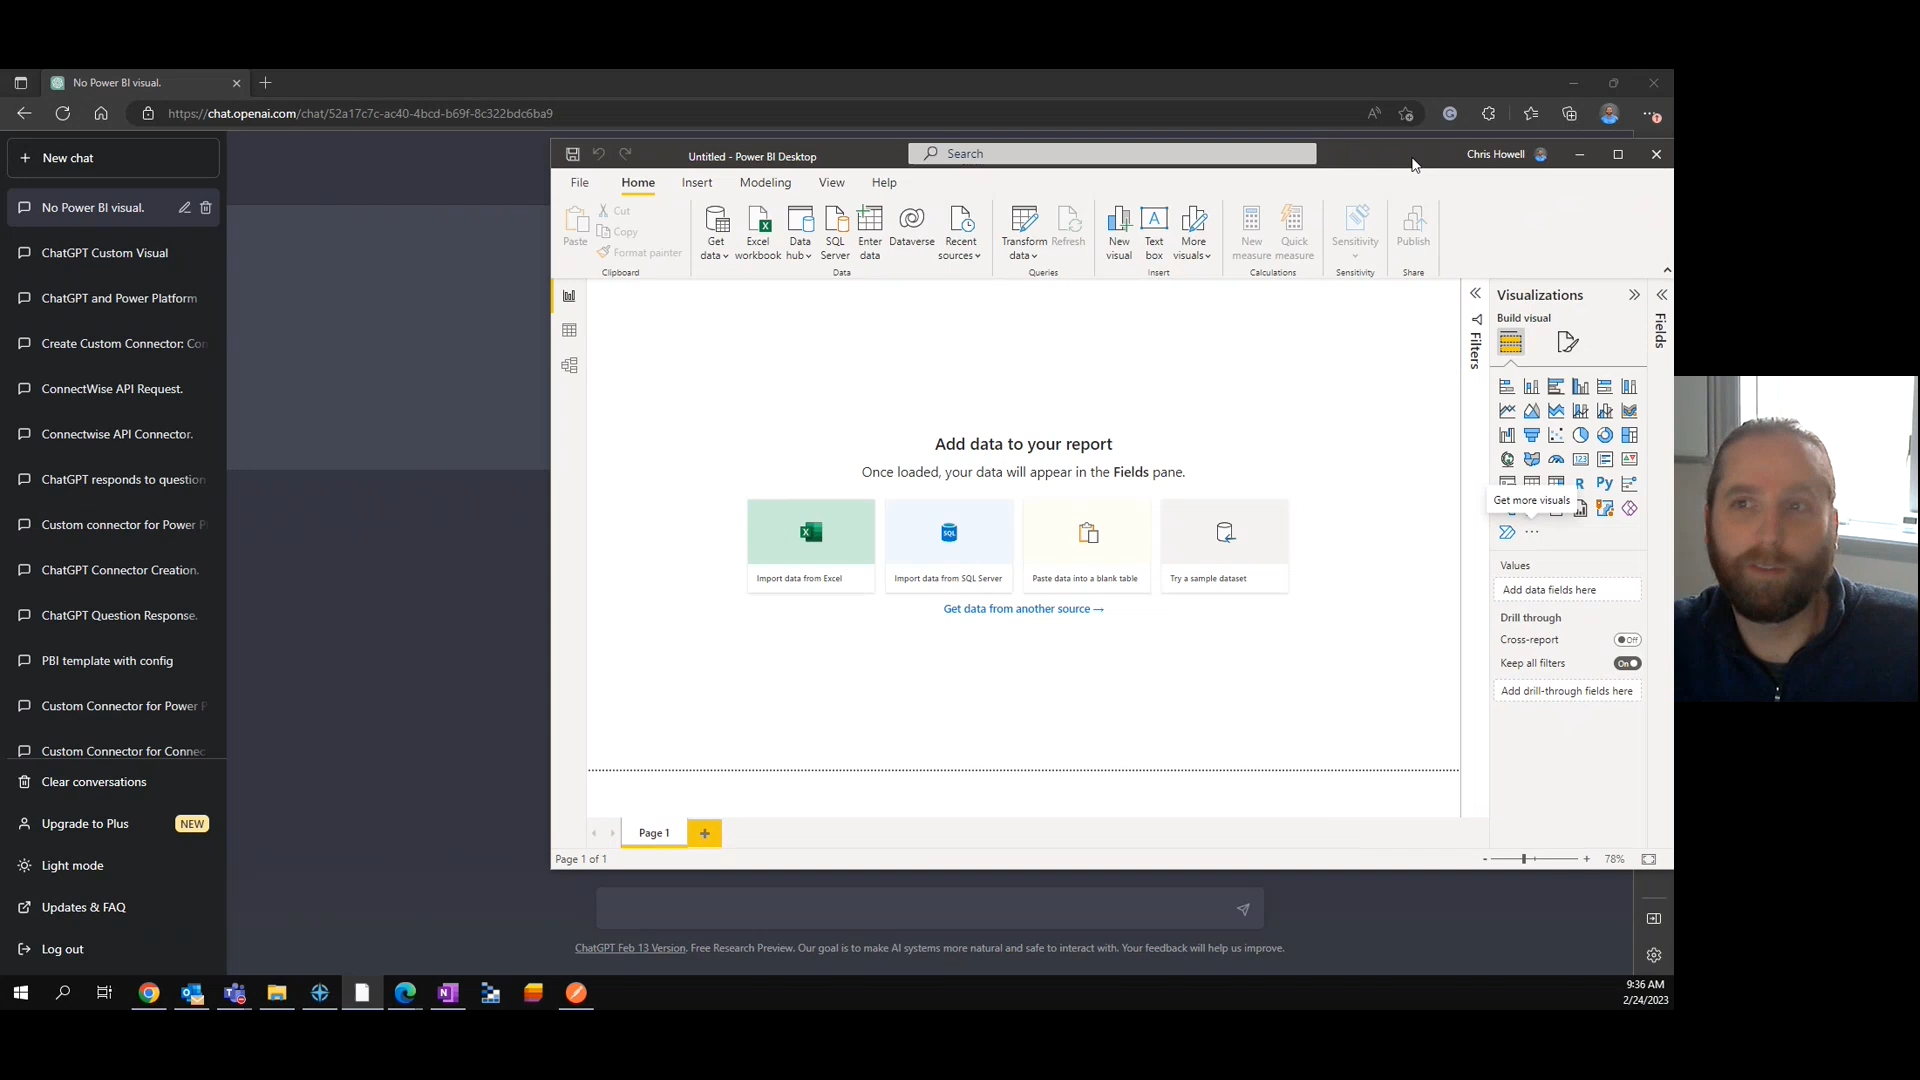 No Power BI visual.
https://chat.openai.com/chat/52a17c7c-ac40-4bcd-b69f-8c322bdc6ba9
New chat
No Power BI visual.
ChatGPT Custom Visual
ChatGPT and Power Platform
Create Custom Connector: Con
ConnectWise API Request.
Connectwise API Connector.
ChatGPT responds to question
Custom connector for Power P
ChatGPT Connector Creation.
ChatGPT Question Response.
PBI template with config
Custom Connector for Power P
Custom Connector for Connec
Clear conversations
Upgrade to Plus NEW
Light mode
Updates & FAQ
Log out
Untitled - Power BI Desktop
Search
Chris Howell
File Home Insert Modeling View Help
Paste
Cut
Copy
Format painter
Clipboard
Get data
Excel workbook
Data hub
SQL Server
Enter data
Dataverse
Recent sources
Data
Transform data
Refresh
Queries
New visual
Text box
More visuals
Insert
New measure
Quick measure
Calculations
Sensitivity
Sensitivity
Publish
Share
Add data to your report
Once loaded, your data will appear in the Fields pane.
Import data from Excel
Import data from SQL Server
Paste data into a blank table
Try a sample dataset
Get data from another source →
Filters
Visualizations
Build visual
R
Py
123
Get more visuals
Values
Add data fields here
Drill through
Cross-report Off
Keep all filters On
Add drill-through fields here
Fields
Page 1
Page 1 of 1
- + 78%
ChatGPT Feb 13 Version. Free Research Preview. Our goal is to make AI systems more natural and safe to interact with. Your feedback will help us improve.
9:36 AM
2/24/2023